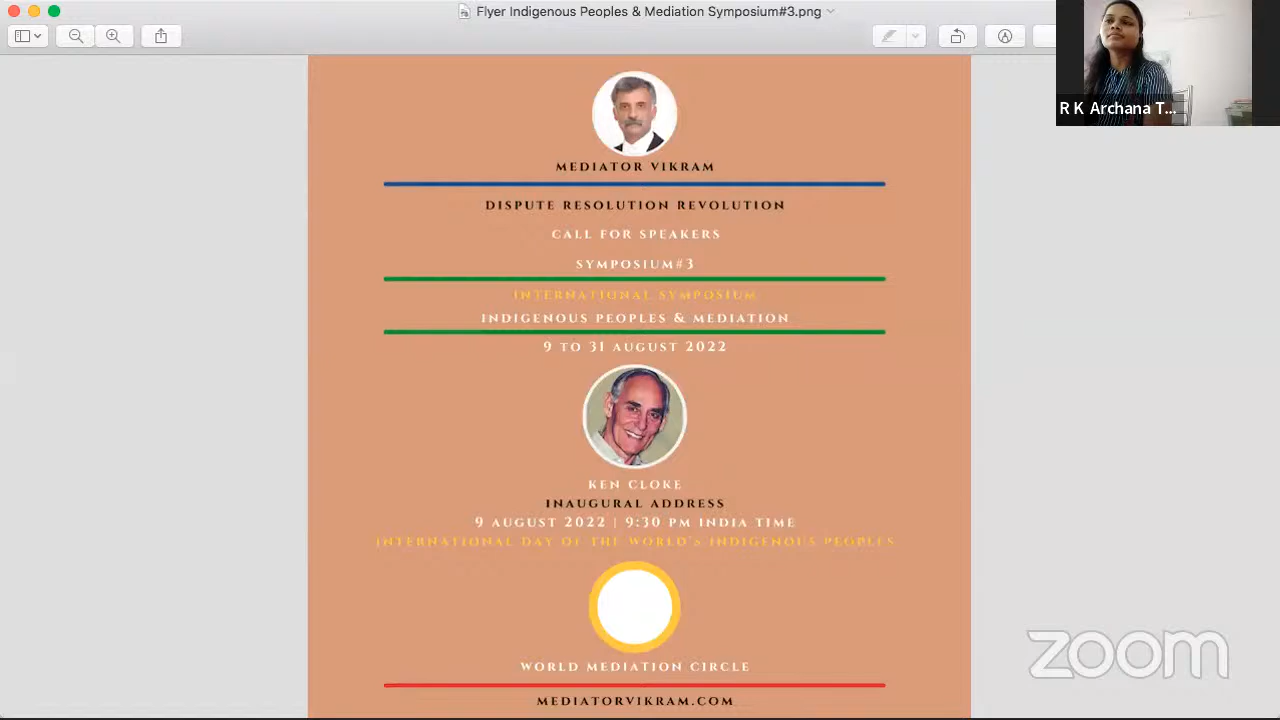 Flyer Indigenous Peoples & Mediation Symposium#3.png
R K Archana T...
MEDIATOR VIKRAM
DISPUTE RESOLUTION REVOLUTION
CALL FOR SPEAKERS
SYMPOSIUM#3
INTERNATIONAL SYMPOSIUM
INDIGENOUS PEOPLES & MEDIATION
9 TO 31 AUGUST 2022
KEN CLOKE
INAUGURAL ADDRESS
9 AUGUST 2022 | 9:30 PM INDIA TIME
INTERNATIONAL DAY OF THE WORLD'S INDIGENOUS PEOPLES
WORLD MEDIATION CIRCLE
MEDIATORVIKRAM.COM
zoom